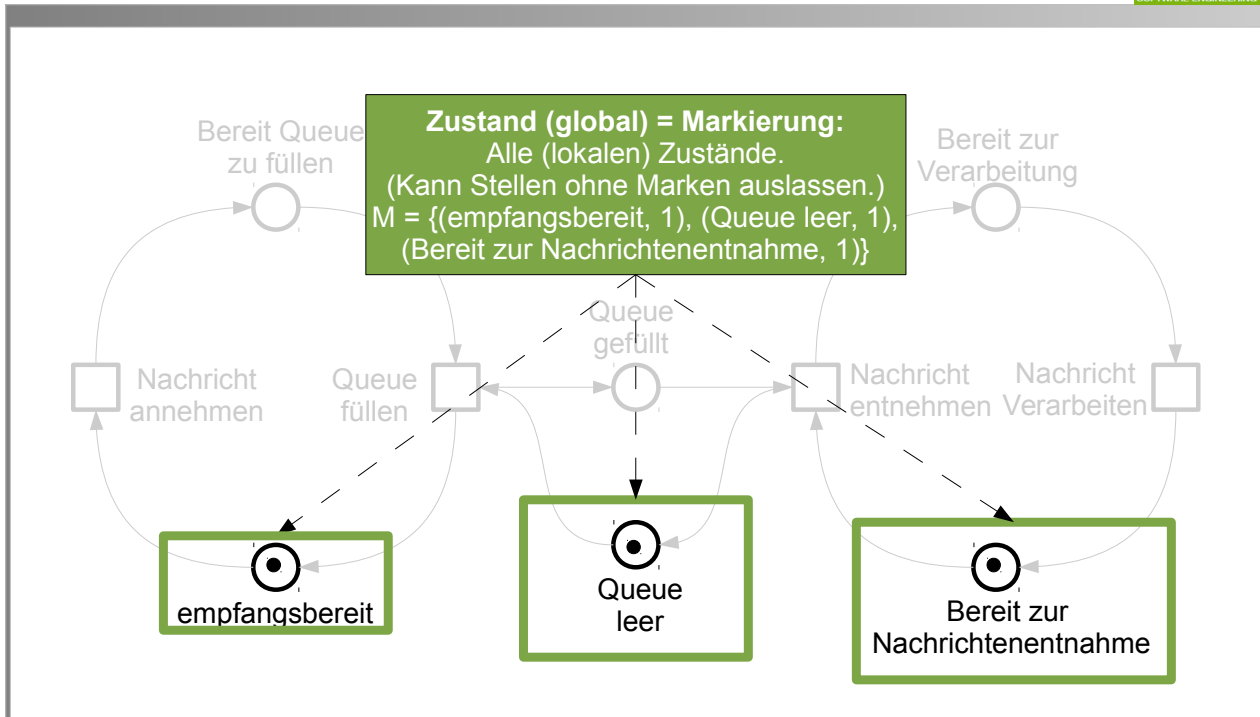 SOFTWARE ENGINEERING
Bereit Queue
zu füllen
Zustand (global) = Markierung:
Alle (lokalen) Zustände.
(Kann Stellen ohne Marken auslassen.)
M = {(empfangsbereit, 1), (Queue leer, 1),
(Bereit zur Nachrichtenentnahme, 1)}
Bereit zur
Verarbeitung
Queue
gefüllt
Nachricht
annehmen
Queue
füllen
Nachricht
entnehmen
Nachricht
Verarbeiten
empfangsbereit
Queue
leer
Bereit zur
Nachrichtenentnahme